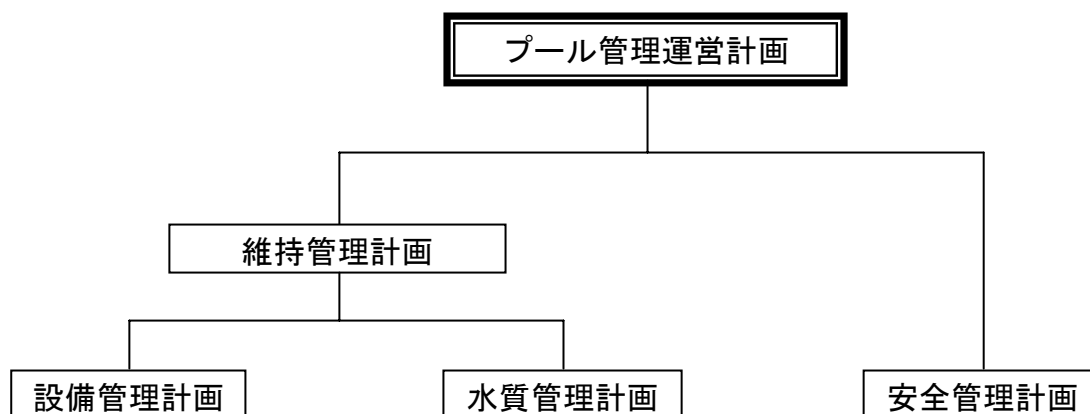 プール管理運営計画
維持管理計画
設備管理計画
水質管理計画
安全管理計画